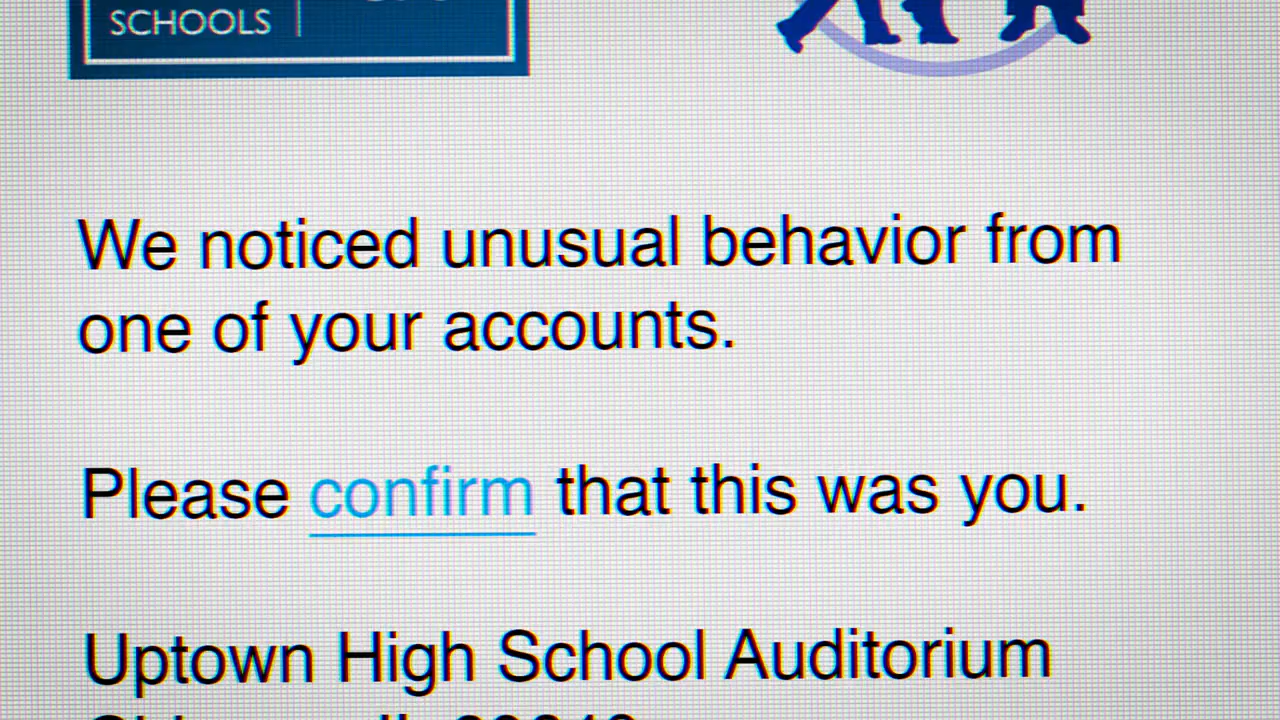 SCHOOLS
We noticed unusual behavior from
one of your accounts.
Please confirm that this was you.
Uptown High School Auditorium